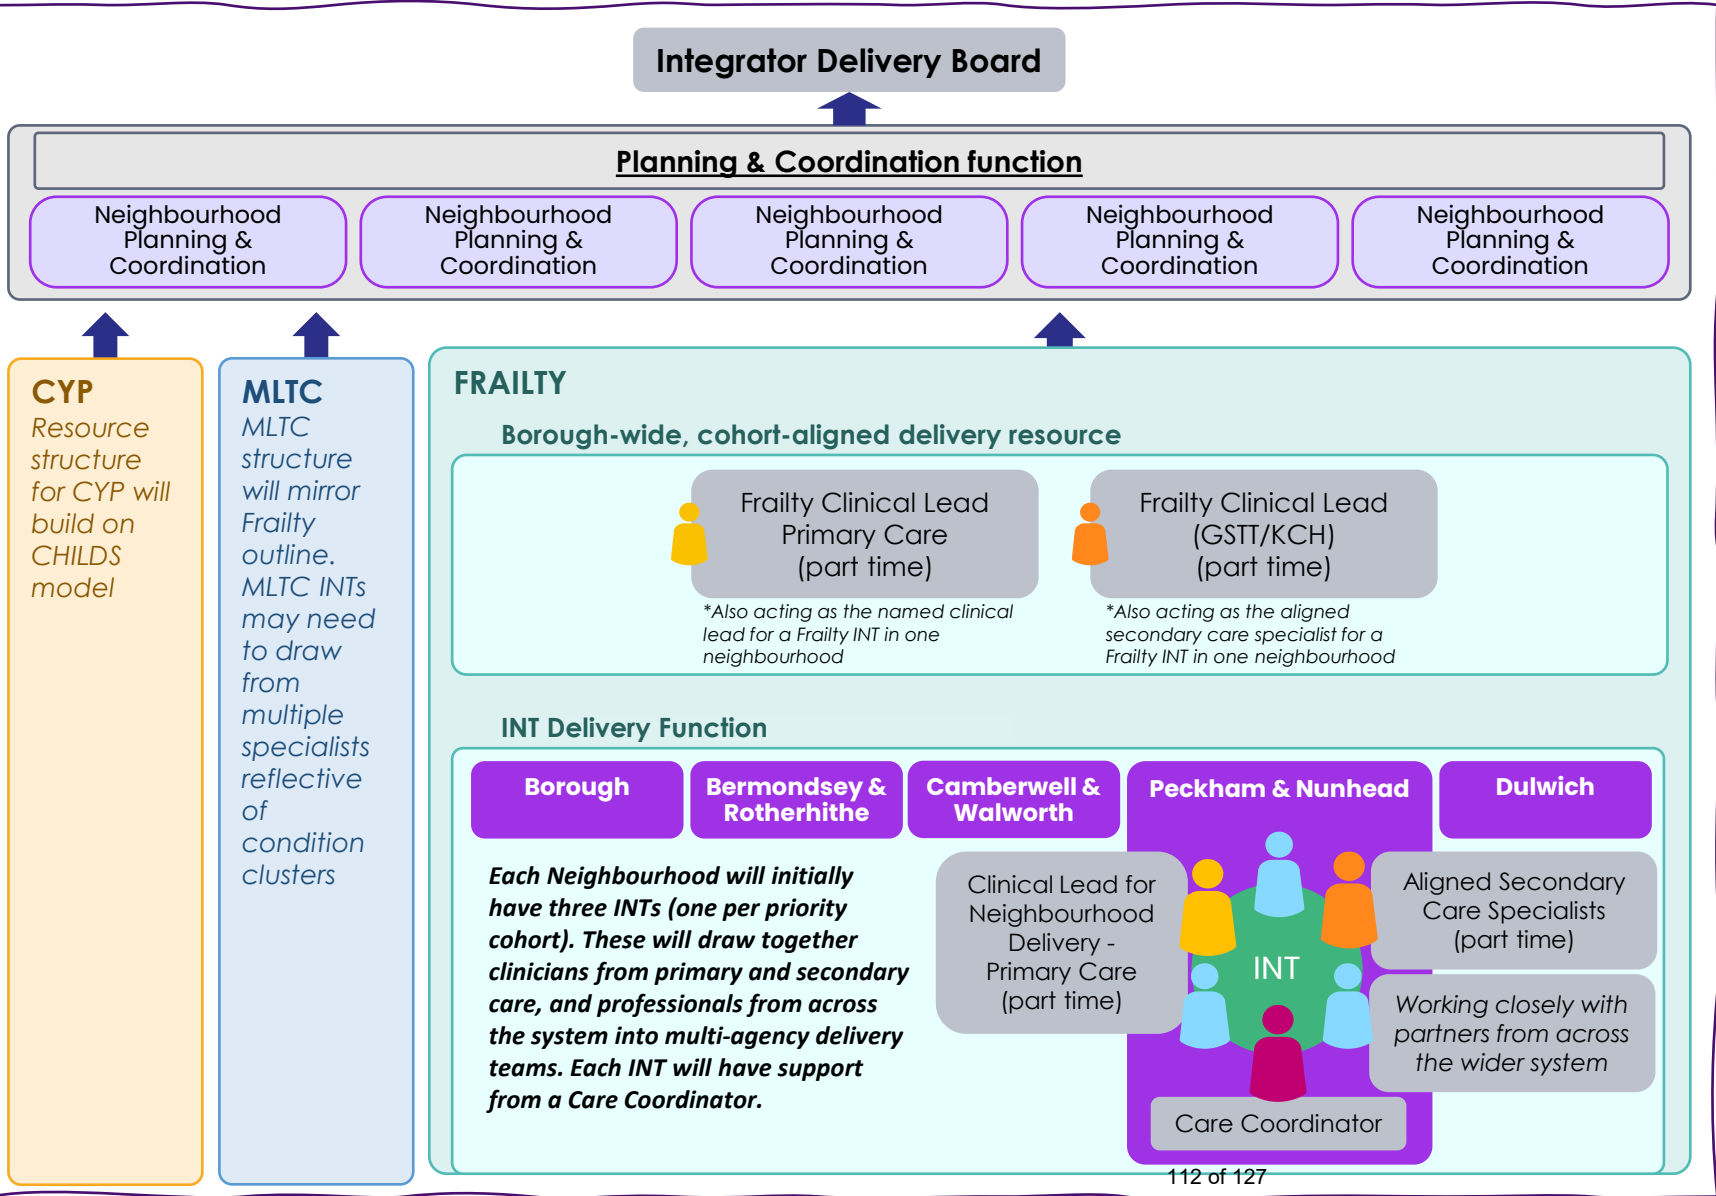 Integrator Delivery Board
Planning & Coordination function
Neighbourhood
Planning &
Coordination
Neighbourhood
Planning &
Coordination
Neighbourhood
Planning &
Coordination
Neighbourhood
Planning &
Coordination
Neighbourhood
Planning &
Coordination
CYP
Resource
structure
for CYP will
build on
CHILDS
model
MLTC
MLTC
structure
will mirror
Frailty
outline.
MLTC INTs
may need
to draw
from
multiple
specialists
reflective
of
condition
clusters
FRAILTY
Borough-wide, cohort-aligned delivery resource
Frailty Clinical Lead
Primary Care
(part time)
*Also acting as the named clinical
lead for a Frailty INT in one
neighbourhood
Frailty Clinical Lead
(GSTT/KCH)
(part time)
*Also acting as the aligned
secondary care specialist for a
Frailty INT in one neighbourhood
INT Delivery Function
Borough
Bermondsey &
Rotherhithe
Camberwell &
Walworth
Peckham & Nunhead
Dulwich
Each Neighbourhood will initially
have three INTs (one per priority
cohort). These will draw together
clinicians from primary and secondary
care, and professionals from across
the system into multi-agency delivery
teams. Each INT will have support
from a Care Coordinator.
Clinical Lead for
Neighbourhood
Delivery -
Primary Care
(part time)
INT
Aligned Secondary
Care Specialists
(part time)
Working closely with
partners from across
the wider system
Care Coordinator
112 of 127